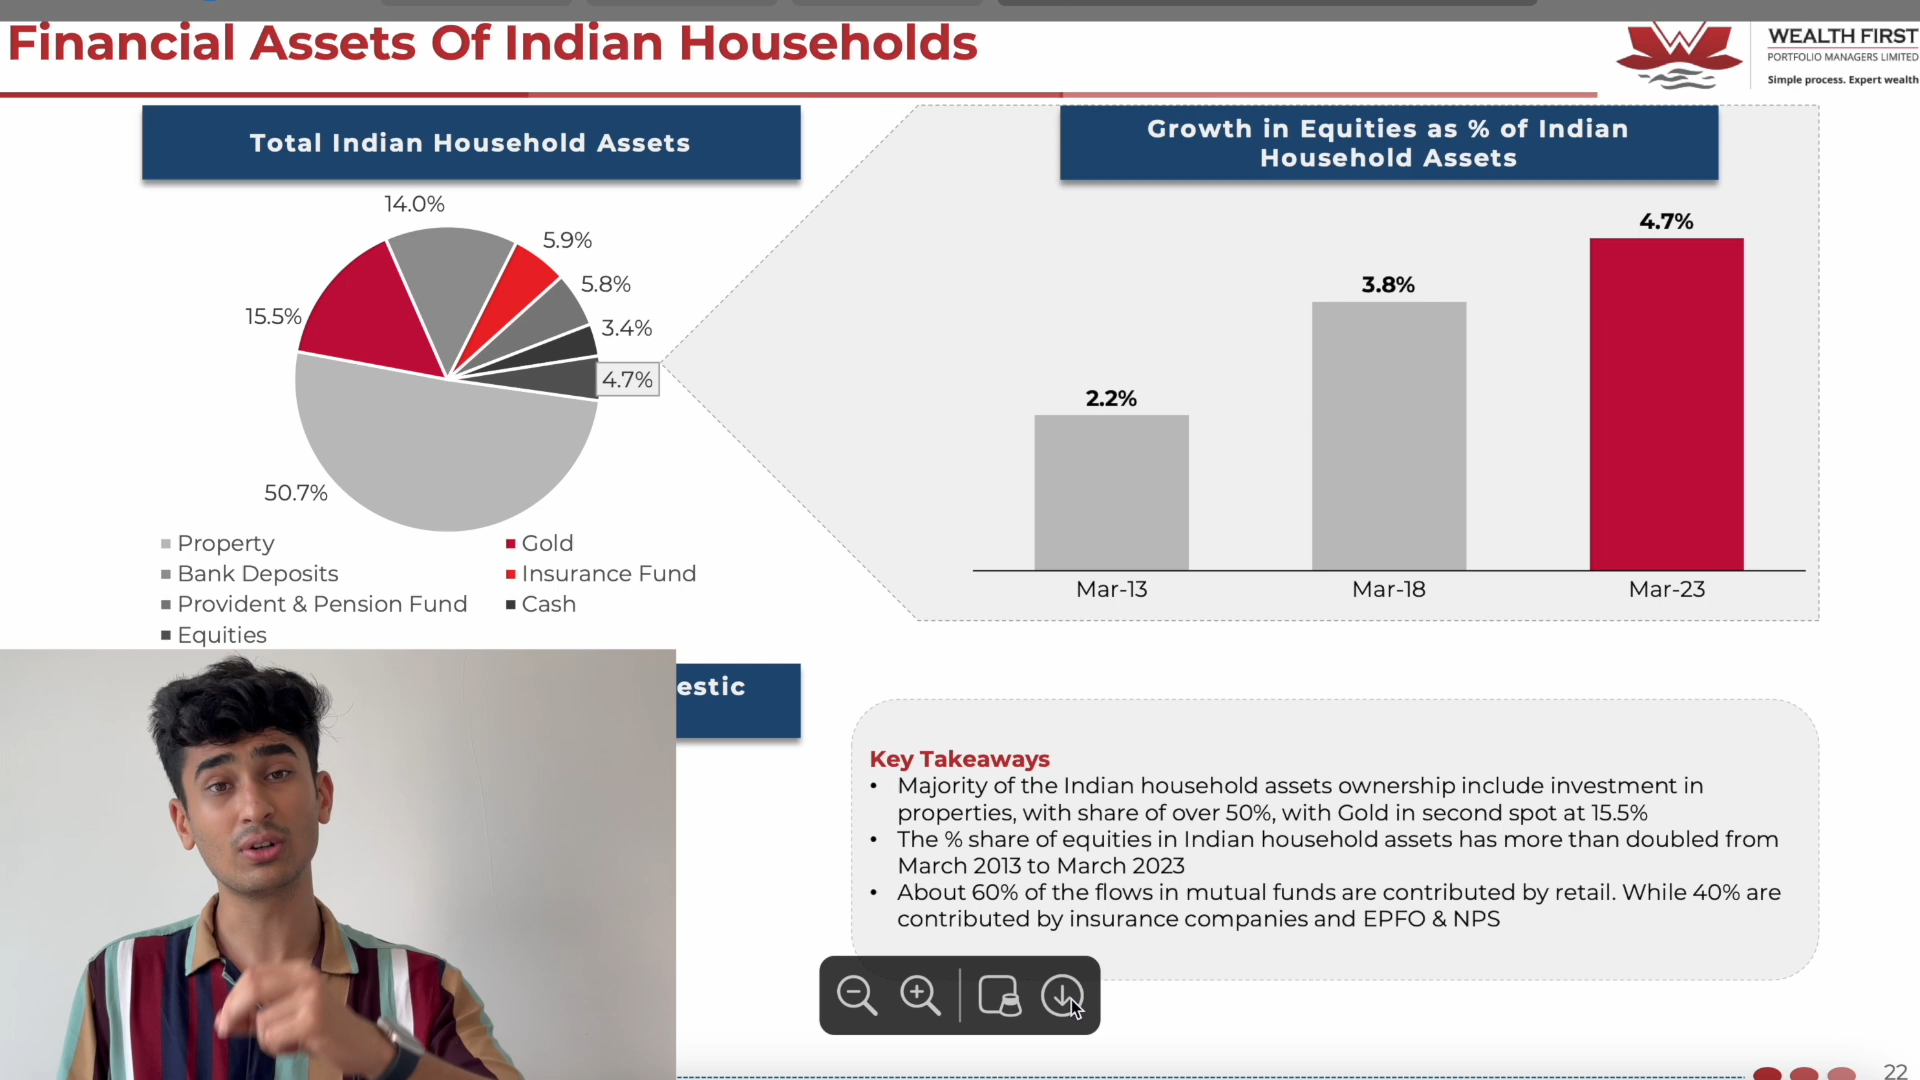 Financial Assets Of Indian Households
WEALTH FIRST
PORTFOLIO MANAGERS LIMITED
Simple process. Expert wealth
Total Indian Household Assets
14.0%
5.9%
5.8%
3.4%
4.7%
15.5%
50.7%
Property
Gold
Bank Deposits
Insurance Fund
Provident & Pension Fund
Cash
Equities
Growth in Equities as % of Indian
Household Assets
2.2%
3.8%
4.7%
Mar-13
Mar-18
Mar-23
estic
Key Takeaways
• Majority of the Indian household assets ownership include investment in
properties, with share of over 50%, with Gold in second spot at 15.5%
• The % share of equities in Indian household assets has more than doubled from
March 2013 to March 2023
• About 60% of the flows in mutual funds are contributed by retail. While 40% are
contributed by insurance companies and EPFO & NPS
22